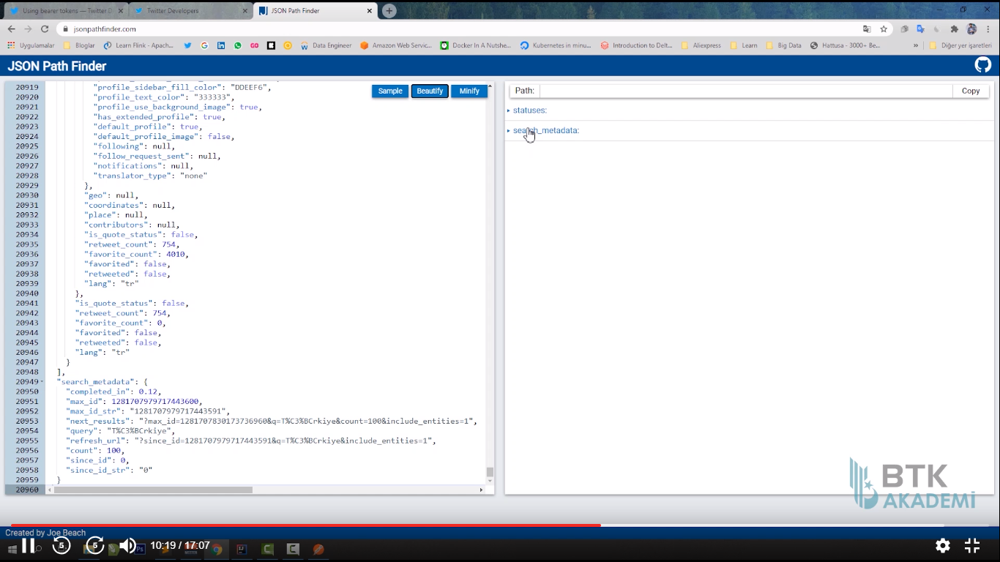 Using bearer tokens — Twitter D
Twitter Developers
JSON Path Finder
jsonpathfinder.com
Uygulamalar
Bloglar
Learn Flink - Apach...
Data Engineer
Amazon Web Servic...
Docker In A Nutshe...
Kubernetes in minu...
Introduction to Delt...
Aliexpress
Learn
Big Data
Hattusa - 3000+ Be...
»
Diğer yer işaretleri
JSON Path Finder
20919 "profile_sidebar_fill_color": "DDEEF6",
20920 "profile_text_color": "333333",
20921 "profile_use_background_image": true,
20922 "has_extended_profile": true,
20923 "default_profile": true,
20924 "default_profile_image": false,
20925 "following": null,
20926 "follow_request_sent": null,
20927 "notifications": null,
20928 "translator_type": "none"
20929 },
20930 "geo": null,
20931 "coordinates": null,
20932 "place": null,
20933 "contributors": null,
20934 "is_quote_status": false,
20935 "retweet_count": 754,
20936 "favorite_count": 4010,
20937 "favorited": false,
20938 "retweeted": false,
20939 "lang": "tr"
20940 },
20941 "is_quote_status": false,
20942 "retweet_count": 754,
20943 "favorite_count": 0,
20944 "favorited": false,
20945 "retweeted": false,
20946 "lang": "tr"
20947 }
20948 ],
20949 "search_metadata": {
20950 "completed_in": 0.12,
20951 "max_id": 1281707979717443600,
20952 "max_id_str": "1281707979717443591",
20953 "next_results": "?max_id=1281707830173736960&q=T%C3%BCrkiye&count=100&include_entities=1",
20954 "query": "T%C3%BCrkiye",
20955 "refresh_url": "?since_id=1281707979717443591&q=T%C3%BCrkiye&include_entities=1",
20956 "count": 100,
20957 "since_id": 0,
20958 "since_id_str": "0"
20959 }
20960
Sample
Beautify
Minify
Path:
Copy
statuses:
search_metadata:
BTK
AKADEMİ
Created by Joe Beach
5
5
10:19 / 17:07